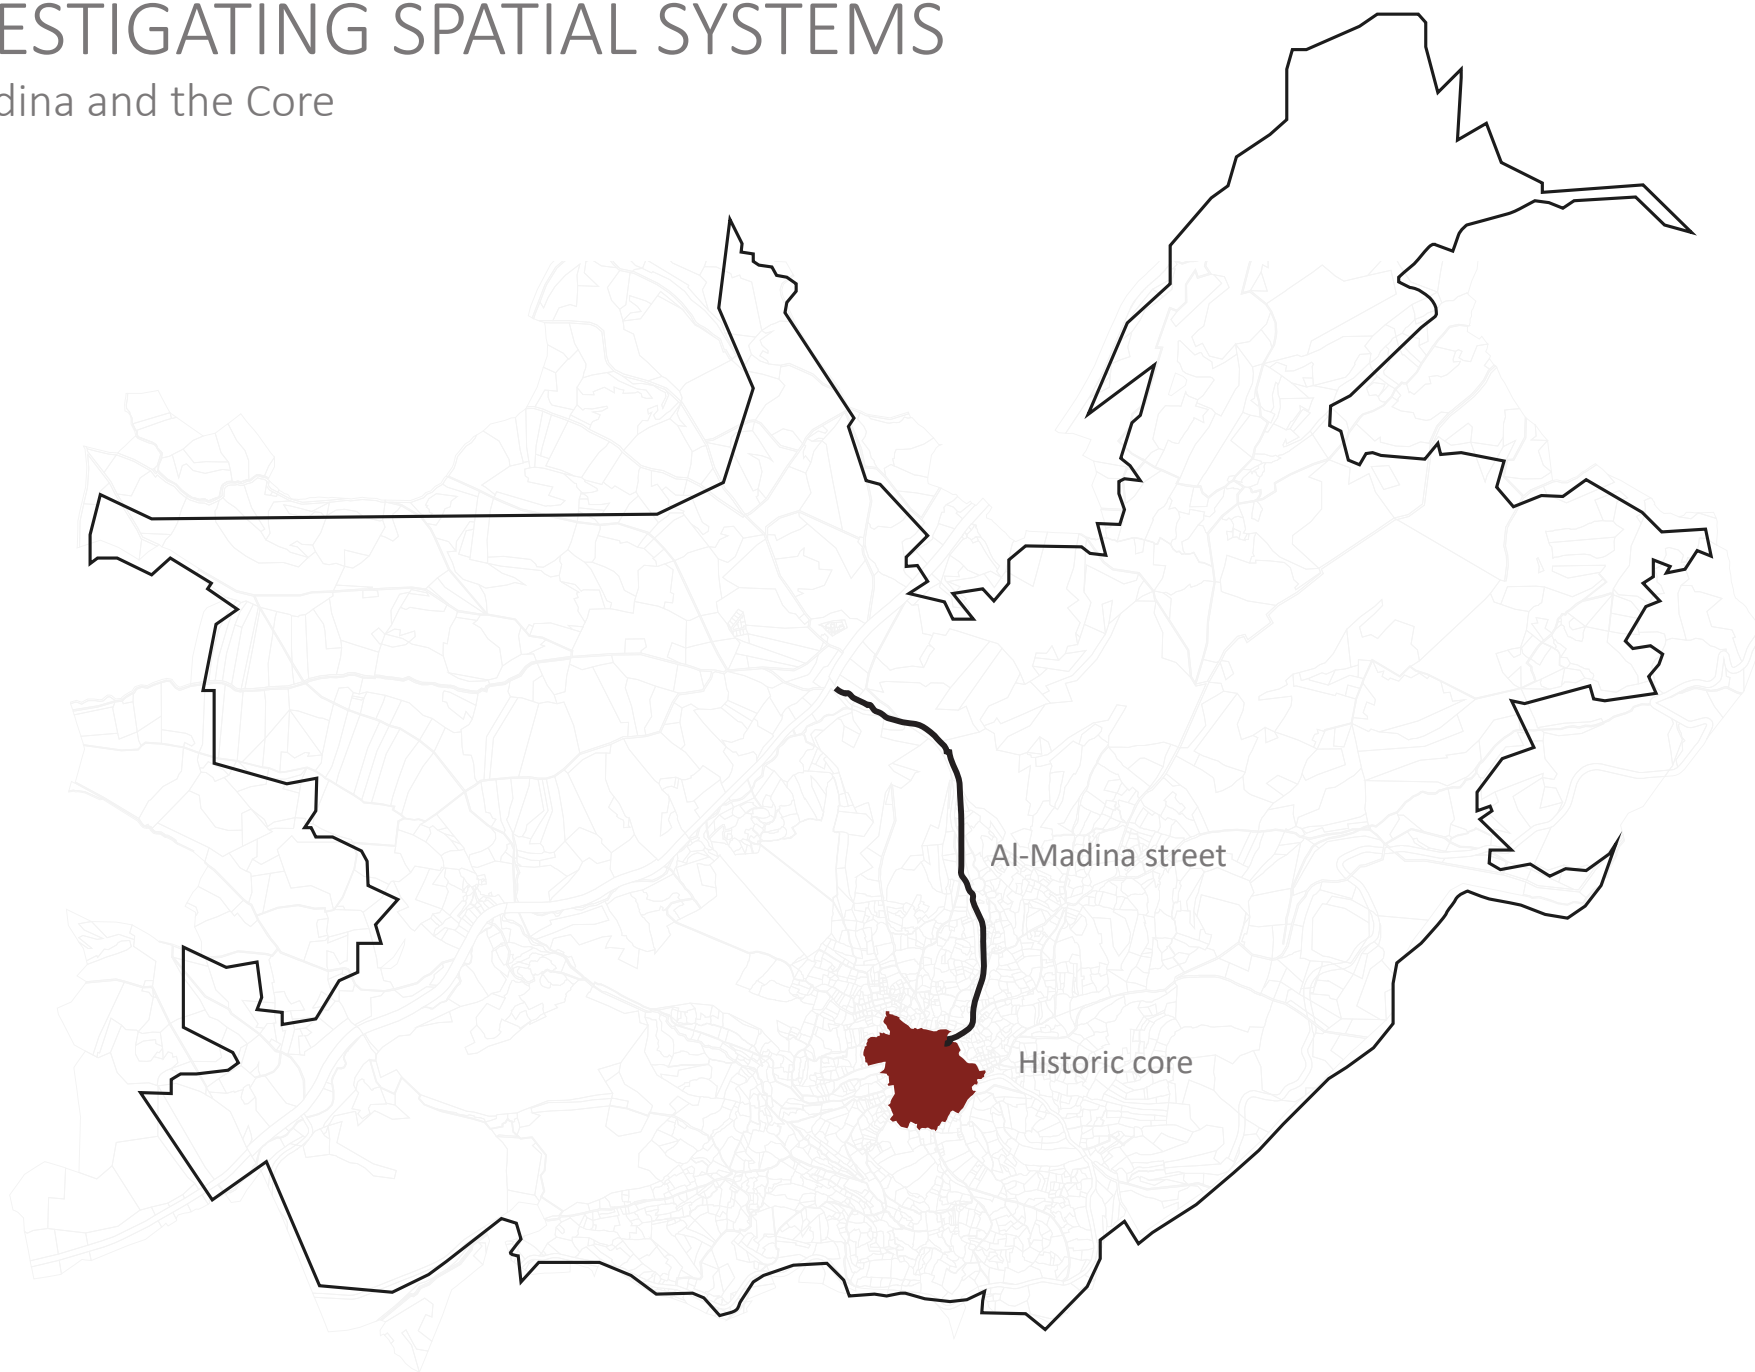 ESTIGATING SPATIAL SYSTEMS
dina and the Core
Al-Madina street
Historic core